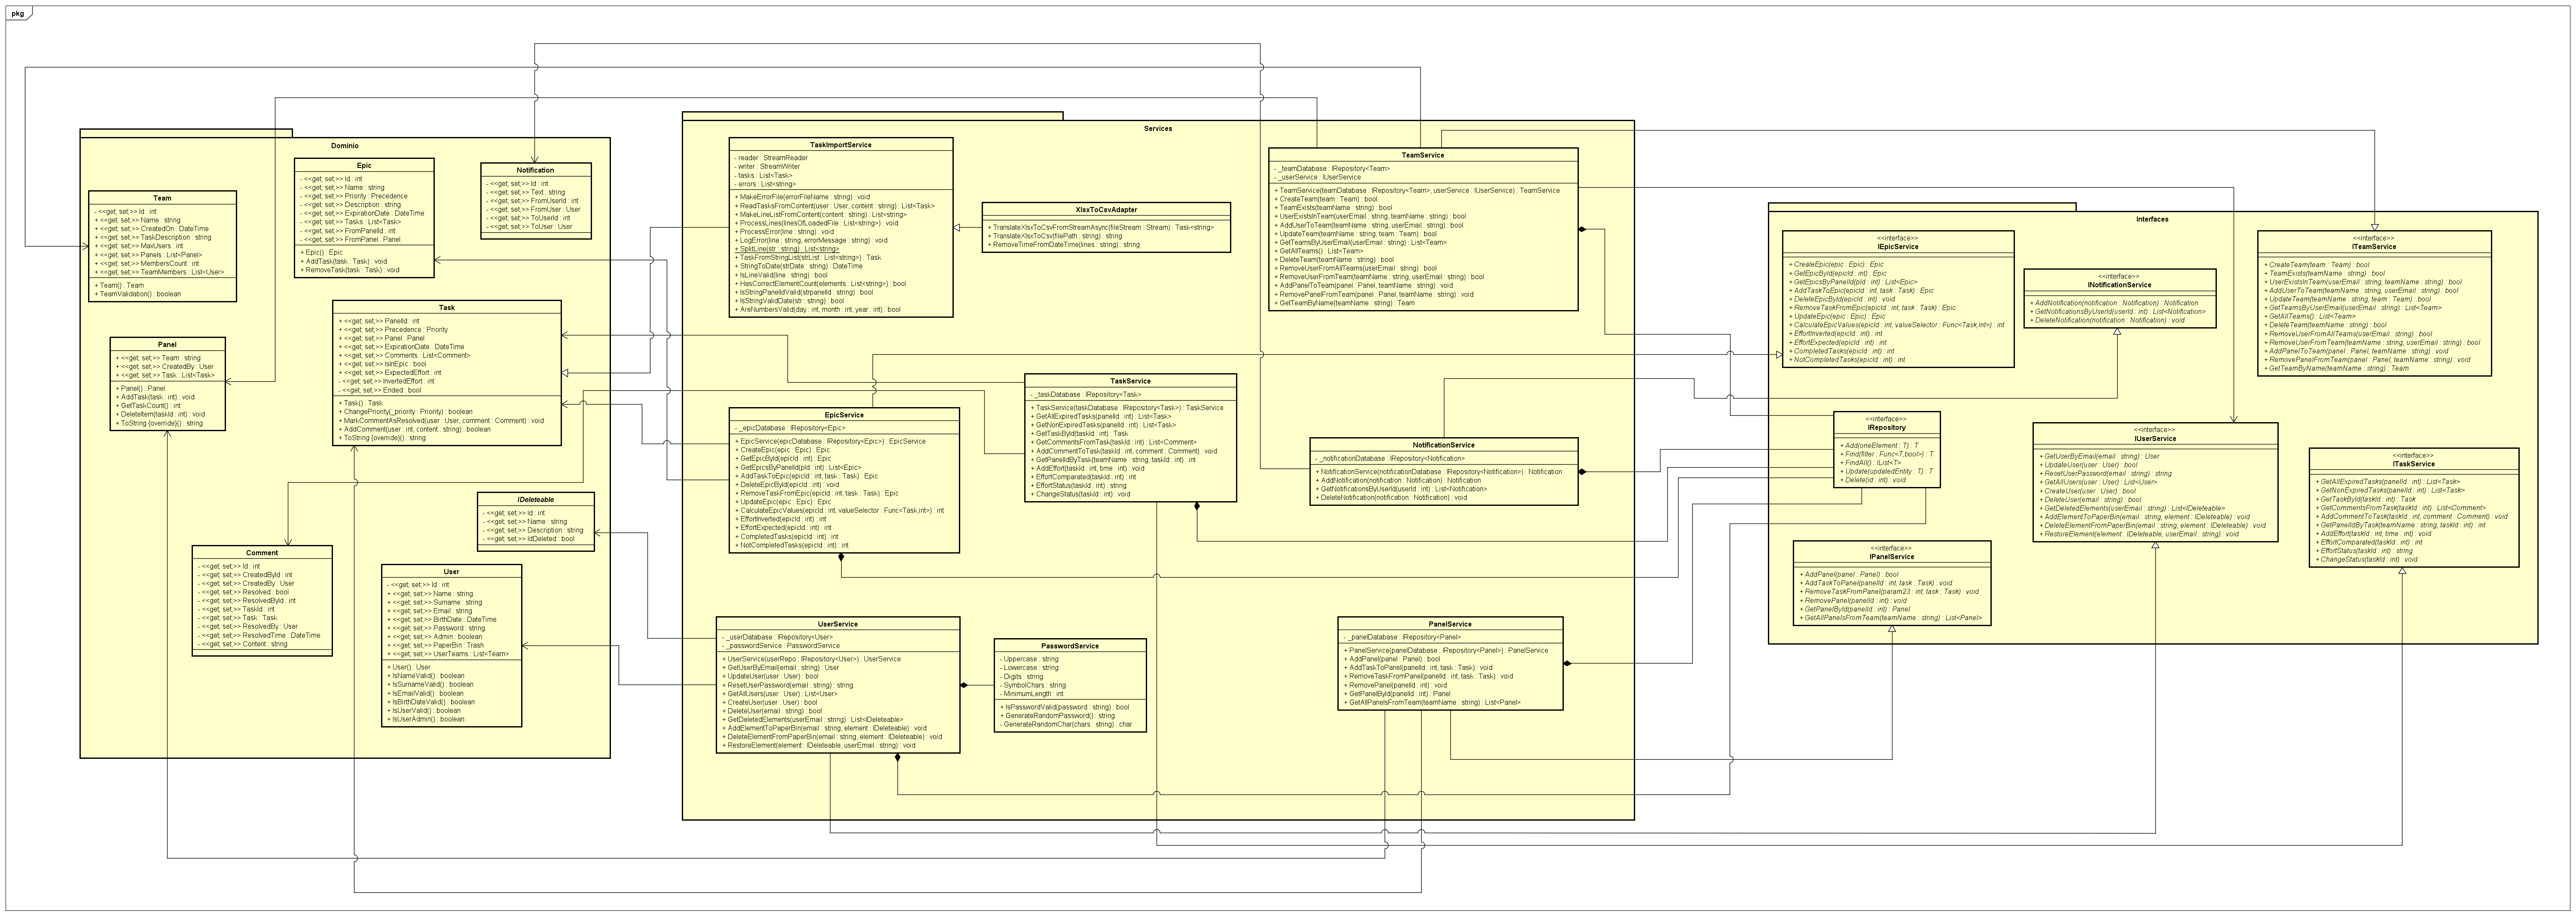 pkg
Dominio
Team
- <<get; set;>> Id : int
+ <<get; set;>> Name : string
+ <<get; set;>> CreatedOn : DateTime
+ <<get; set;>> TaskDescription : string
+ <<get; set;>> MaxUsers : int
+ <<get; set;>> Panels : List<Panel>
+ <<get; set;>> MembersCount : int
+ <<get; set;>> TeamMembers : List<User>
+ Team() : Team
+ TeamValidation() : boolean
Epic
- <<get; set;>> Id : int
- <<get; set;>> Name : string
- <<get; set;>> Priority : Precedence
- <<get; set;>> Description : string
- <<get; set;>> ExpirationDate : DateTime
- <<get; set;>> Tasks : List<Task>
- <<get; set;>> FromPanelId : int
- <<get; set;>> FromPanel : Panel
+ Epic() : Epic
+ AddTask(task : Task) : void
+ RemoveTask(task : Task) : void
Notification
- <<get; set;>> Id : int
- <<get; set;>> Text : string
- <<get; set;>> FromUserId : int
- <<get; set;>> FromUser : User
- <<get; set;>> ToUserId : int
- <<get; set;>> ToUser : User
Task
+ <<get; set;>> PanelId : int
+ <<get; set;>> Precedence : Priority
+ <<get; set;>> Panel : Panel
+ <<get; set;>> ExpirationDate : DateTime
+ <<get; set;>> Comments : List<Comment>
+ <<get; set;>> IsInEpic : bool
+ <<get; set;>> ExpectedEffort : int
- <<get; set;>> InvertedEffort : int
- <<get; set;>> Ended : bool
+ Task() : Task
+ ChangePriority(_priority : Priority) : boolean
+ MarkCommentAsResolved(user : User, comment : Comment) : void
+ AddComment(user : int, content : string) : boolean
+ ToString {override}() : string
Panel
+ <<get; set;>> Team : string
+ <<get; set;>> CreatedBy : User
+ <<get; set;>> Task : List<Task>
+ Panel() : Panel
+ AddTask(task : int) : void
+ GetTaskCount() : int
+ DeleteItem(taskId : int) : void
+ ToString {override}() : string
IDeleteable
- <<get; set;>> Id : int
- <<get; set;>> Name : string
- <<get; set;>> Description : string
- <<get; set;>> IdDeleted : bool
Comment
- <<get; set;>> Id : int
- <<get; set;>> CreatedById : int
- <<get; set;>> CreatedBy : User
- <<get; set;>> Resolved : bool
- <<get; set;>> ResolvedById : int
- <<get; set;>> TaskId : int
- <<get; set;>> Task : Task
- <<get; set;>> ResolvedBy : User
- <<get; set;>> ResolvedTime : DateTime
- <<get; set;>> Content : string
User
- <<get; set;>> Id : int
+ <<get; set;>> Name : string
+ <<get; set;>> Surname : string
+ <<get; set;>> Email : string
+ <<get; set;>> BirthDate : DateTime
+ <<get; set;>> Password : string
+ <<get; set;>> Admin : boolean
+ <<get; set;>> PaperBin : Trash
+ <<get; set;>> UserTeams : List<Team>
+ User() : User
+ IsNameValid() : boolean
+ IsSurnameValid() : boolean
+ IsEmailValid() : boolean
+ IsBirthDateValid() : boolean
+ IsUserValid() : boolean
+ IsUserAdmin() : boolean
Services
TaskImportService
- reader : StreamReader
- writer : StreamWriter
- tasks : List<Task>
- errors : List<string>
+ MakeErrorFile(errorFileName : string) : void
+ ReadTasksFromContent(user : User, content : string) : List<Task>
+ MakeLineListFromContent(content : string) : List<string>
+ ProcessLines(linesOfLoadedFile : List<string>) : void
+ ProcessError(line : string) : void
+ LogError(line : string, errorMessage : string) : void
+ SplitLine(str : string) : List<string>
+ TaskFromStringList(strList : List<string>) : Task
+ StringToDate(strDate : string) : DateTime
+ IsLineValid(line : string) : bool
+ HasCorrectElementCount(elements : List<string>) : bool
+ IsStringPanelIdValid(strpanelId : string) : bool
+ IsStringValidDate(str : string) : bool
+ AreNumbersValid(day : int, month : int, year : int) : bool
XlsxToCsvAdapter
+ TranslateXlsxToCsvFromStreamAsync(fileStream : Stream) : Task<string>
+ TranslateXlsxToCsv(filePath : string) : string
+ RemoveTimeFromDateTime(lines : string) : string
TeamService
- _teamDatabase : IRepository<Team>
- _userService : IUserService
+ TeamService(teamDatabase : IRepository<Team>, userService : IUserService) : TeamService
+ CreateTeam(team : Team) : bool
+ TeamExists(teamName : string) : bool
+ UserExistsInTeam(userEmail : string, teamName : string) : bool
+ AddUserToTeam(teamName : string, userEmail : string) : bool
+ UpdateTeam(teamName : string, team : Team) : bool
+ GetTeamsByUserEmail(userEmail : string) : List<Team>
+ GetAllTeams() : List<Team>
+ DeleteTeam(teamName : string) : bool
+ RemoveUserFromAllTeams(userEmail : string) : bool
+ RemoveUserFromTeam(teamName : string, userEmail : string) : bool
+ AddPanelToTeam(panel : Panel, teamName : string) : void
+ RemovePanelFromTeam(panel : Panel, teamName : string) : void
+ GetTeamByName(teamName : string) : Team
TaskService
- _taskDatabase : IRepository<Task>
+ TaskService(taskDatabase : IRepository<Task>) : TaskService
+ GetAllExpiredTasks(panelId : int) : List<Task>
+ GetNonExpiredTasks(panelId : int) : List<Task>
+ GetTaskById(taskId : int) : Task
+ GetCommentsFromTask(taskId : int) : List<Comment>
+ AddCommentToTask(taskId : int, comment : Comment) : void
+ GetPanelIdByTask(teamName : string, taskId : int) : int
+ AddEffort(taskId : int, time : int) : void
+ EffortComparated(taskId : int) : int
+ EffortStatus(taskId : int) : string
+ ChangeStatus(taskId : int) : void
EpicService
- _epicDatabase : IRepository<Epic>
+ EpicService(epicDatabase : IRepository<Epic>) : EpicService
+ CreateEpic(epic : Epic) : Epic
+ GetEpicById(epicId : int) : Epic
+ GetEpicsByPanelId(pId : int) : List<Epic>
+ AddTaskToEpic(epicId : int, task : Task) : Epic
+ DeleteEpicById(epicId : int) : void
+ RemoveTaskFromEpic(epicId : int, task : Task) : Epic
+ UpdateEpic(epic : Epic) : Epic
+ CalculateEpicValues(epicId : int, valueSelector : Func<Task,int>) : int
+ EffortInverted(epicId : int) : int
+ EffortExpected(epicId : int) : int
+ CompletedTasks(epicId : int) : int
+ NotCompletedTasks(epicId : int) : int
NotificationService
- _notificationDatabase : IRepository<Notification>
+ NotificationService(notificationDatabase : IRepository<Notification>) : Notification
+ AddNotification(notification : Notification) : Notification
+ GetNotificationsByUserId(userId : int) : List<Notification>
+ DeleteNotification(notification : Notification) : void
UserService
- _userDatabase : IRepository<User>
- _passwordService : PasswordService
+ UserService(userRepo : IRepository<User>) : UserService
+ GetUserByEmail(email : string) : User
+ UpdateUser(user : User) : bool
+ ResetUserPassword(email : string) : string
+ GetAllUsers(user : User) : List<User>
+ CreateUser(user : User) : bool
+ DeleteUser(email : string) : bool
+ GetDeletedElements(userEmail : string) : List<IDeleteable>
+ AddElementToPaperBin(email : string, element : IDeleteable) : void
+ DeleteElementFromPaperBin(email : string, element : IDeleteable) : void
+ RestoreElement(element : IDeleteable, userEmail : string) : void
PasswordService
- Uppercase : string
- Lowercase : string
- Digits : string
- SymbolChars : string
- MinimumLength : int
+ IsPasswordValid(password : string) : bool
+ GenerateRandomPassword() : string
- GenerateRandomChar(chars : string) : char
PanelService
- _panelDatabase : IRepository<Panel>
+ PanelService(panelDatabase : IRepository<Panel>) : PanelService
+ AddPanel(panel : Panel) : bool
+ AddTaskToPanel(panelId : int, task : Task) : void
+ RemoveTaskFromPanel(panelId : int, task : Task) : void
+ RemovePanel(panelId : int) : void
+ GetPanelById(panelId : int) : Panel
+ GetAllPanelsFromTeam(teamName : string) : List<Panel>
Interfaces
<<interface>>
IEpicService
+ CreateEpic(epic : Epic) : Epic
+ GetEpicById(epicId : int) : Epic
+ GetEpicsByPanelId(pId : int) : List<Epic>
+ AddTaskToEpic(epicId : int, task : Task) : Epic
+ DeleteEpicById(epicId : int) : void
+ RemoveTaskFromEpic(epicId : int, task : Task) : Epic
+ UpdateEpic(epic : Epic) : Epic
+ CalculateEpicValues(epicId : int, valueSelector : Func<Task,int>) : int
+ EffortInverted(epicId : int) : int
+ EffortExpected(epicId : int) : int
+ CompletedTasks(epicId : int) : int
+ NotCompletedTasks(epicId : int) : int
<<interface>>
INotificationService
+ AddNotification(notification : Notification) : Notification
+ GetNotificationsByUserId(userId : int) : List<Notification>
+ DeleteNotification(notification : Notification) : void
<<interface>>
ITeamService
+ CreateTeam(team : Team) : bool
+ TeamExists(teamName : string) : bool
+ UserExistsInTeam(userEmail : string, teamName : string) : bool
+ AddUserToTeam(teamName : string, userEmail : string) : bool
+ UpdateTeam(teamName : string, team : Team) : bool
+ GetTeamsByUserEmail(userEmail : string) : List<Team>
+ GetAllTeams() : List<Team>
+ DeleteTeam(teamName : string) : bool
+ RemoveUserFromAllTeams(userEmail : string) : bool
+ RemoveUserFromTeam(teamName : string, userEmail : string) : bool
+ AddPanelToTeam(panel : Panel, teamName : string) : void
+ RemovePanelFromTeam(panel : Panel, teamName : string) : void
+ GetTeamByName(teamName : string) : Team
<<interface>>
IRepository
+ Add(oneElement : T) : T
+ Find(filter : Func<T,bool>) : T
+ FindAll() : IList<T>
+ Update(updatedEntity : T) : T
+ Delete(id : int) : void
<<interface>>
IUserService
+ GetUserByEmail(email : string) : User
+ UpdateUser(user : User) : bool
+ ResetUserPassword(email : string) : string
+ GetAllUsers(user : User) : List<User>
+ CreateUser(user : User) : bool
+ DeleteUser(email : string) : bool
+ GetDeletedElements(userEmail : string) : List<IDeleteable>
+ AddElementToPaperBin(email : string, element : IDeleteable) : void
+ DeleteElementFromPaperBin(email : string, element : IDeleteable) : void
+ RestoreElement(element : IDeleteable, userEmail : string) : void
<<interface>>
ITaskService
+ GetAllExpiredTasks(panelId : int) : List<Task>
+ GetNonExpiredTasks(panelId : int) : List<Task>
+ GetTaskById(taskId : int) : Task
+ GetCommentsFromTask(taskId : int) : List<Comment>
+ AddCommentToTask(taskId : int, comment : Comment) : void
+ GetPanelIdByTask(teamName : string, taskId : int) : int
+ AddEffort(taskId : int, time : int) : void
+ EffortComparated(taskId : int) : int
+ EffortStatus(taskId : int) : string
+ ChangeStatus(taskId : int) : void
<<interface>>
IPanelService
+ AddPanel(panel : Panel) : bool
+ AddTaskToPanel(panelId : int, task : Task) : void
+ RemoveTaskFromPanel(param23 : int, task : Task) : void
+ RemovePanel(panelId : int) : void
+ GetPanelById(panelId : int) : Panel
+ GetAllPanelsFromTeam(teamName : string) : List<Panel>